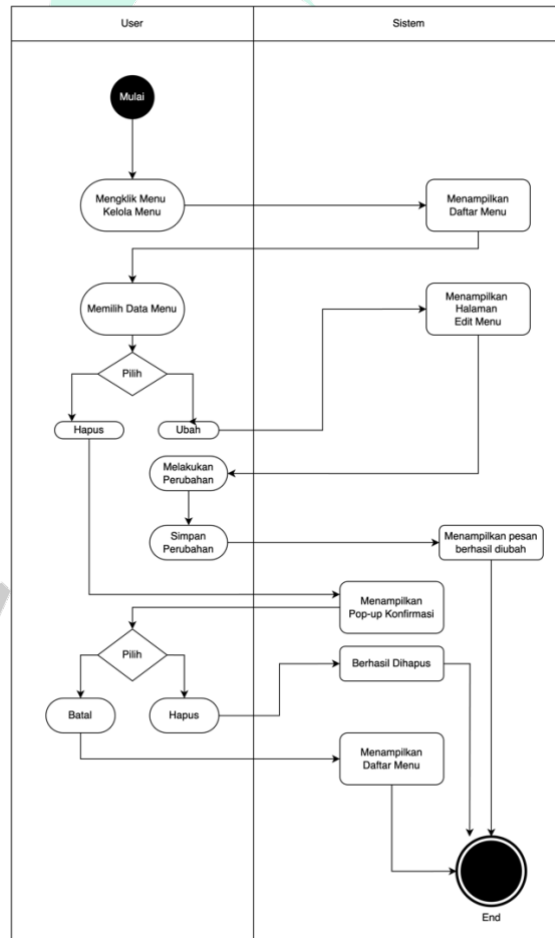 User
Sistem
Mulai
Mengklik Menu
Kelola Menu
Menampilkan
Daftar Menu
Memilih Data Menu
Menampilkan
Halaman
Edit Menu
Pilih
Hapus
Ubah
Melakukan
Perubahan
Simpan
Perubahan
Menampilkan pesan
berhasil diubah
Menampilkan
Pop-up Konfirmasi
Pilih
Berhasil Dihapus
Batal
Hapus
Menampilkan
Daftar Menu
End